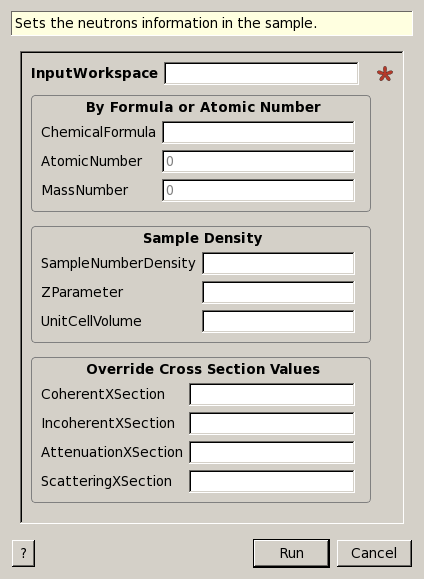 Sets the neutrons information in the sample.
InputWorkspace *
By Formula or Atomic Number
ChemicalFormula
AtomicNumber 0
MassNumber 0
Sample Density
SampleNumberDensity
ZParameter
UnitCellVolume
Override Cross Section Values
CoherentXSection
IncoherentXSection
AttenuationXSection
ScatteringXSection
? Run Cancel